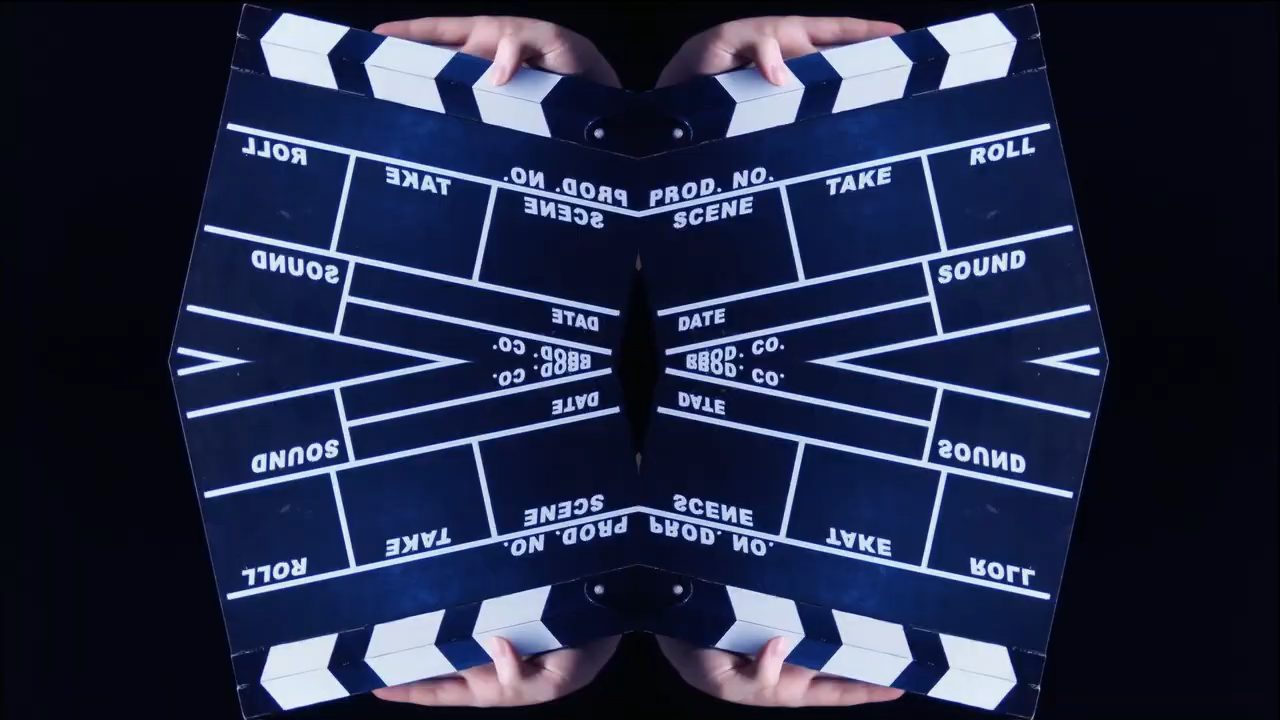 ROLL TAKE PROD. NO. PROD. NO. TAKE ROLL
SCENE SCENE
SOUND SOUND
DATE DATE
PROD. CO. PROD. CO.
PROD. CO. PROD. CO.
DATE DATE
SOUND SOUND
SCENE SCENE
ROLL TAKE PROD. NO. PROD. NO. TAKE ROLL